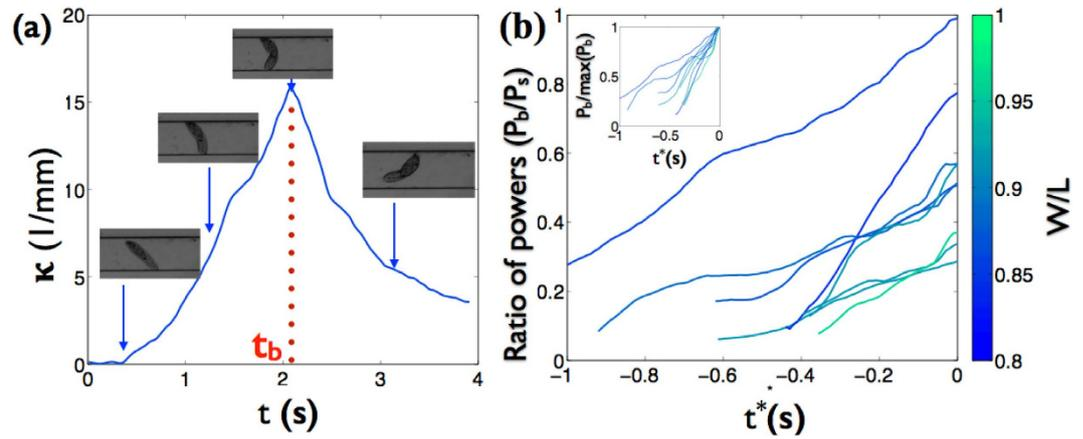 (a)
20
15
10
5
0
κ (1/mm)
t_b
0 1 2 3 4
t (s)
(b)
1
0.8
0.6
0.4
0.2
0
Ratio of powers (P_b/P_s)
1
0.5
0
P_b/max(P_b)
−1 −0.5 0
t*(s)
−1 −0.8 −0.6 −0.4 −0.2 0
t*(s)
1
0.95
0.9
0.85
0.8
W/L